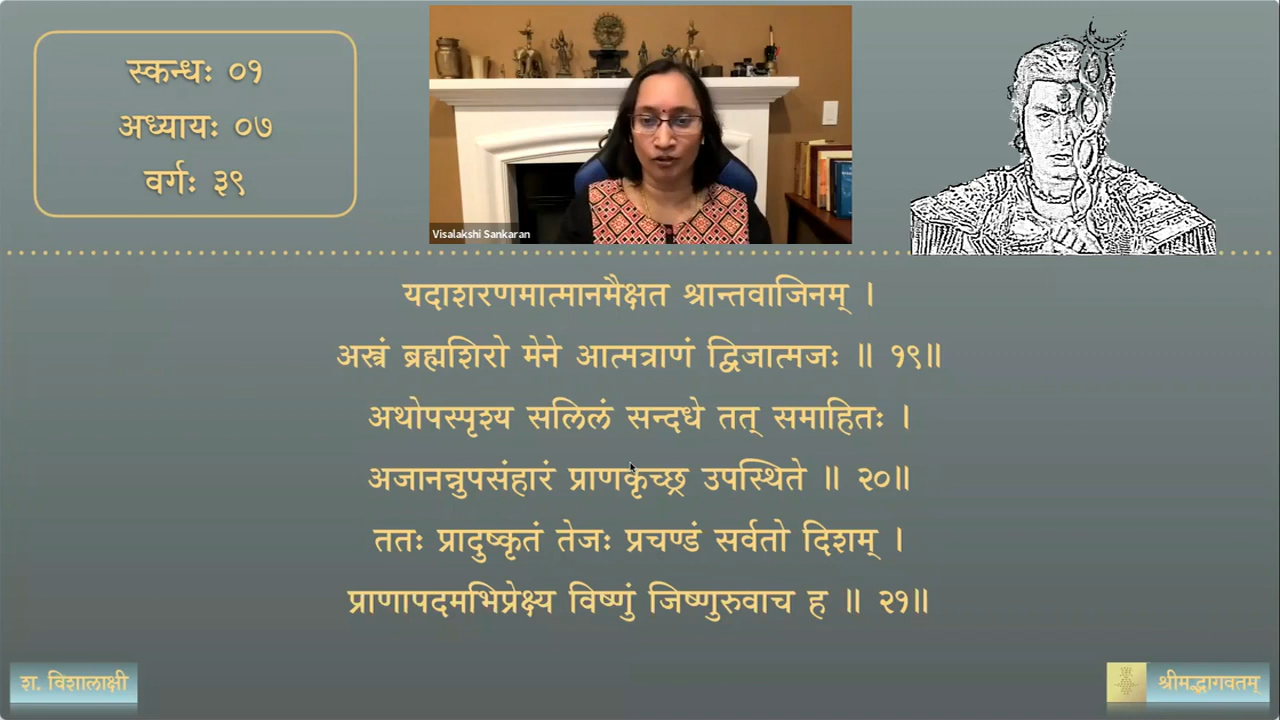 स्कन्धः ०१
अध्यायः ०७
वर्गः ३९
Visalakshi Sankaran
यदाशरणमात्मानमैक्षत श्रान्तवाजिनम् ।
अस्त्रं ब्रह्मशिरो मेने आत्मत्राणं द्विजात्मजः ॥ १९॥
अथोपस्पृश्य सलिलं सन्दधे तत् समाहितः ।
अजानन्नुपसंहारं प्राणकृच्छ्र उपस्थिते ॥ २०॥
ततः प्रादुष्कृतं तेजः प्रचण्डं सर्वतो दिशम् ।
प्राणापदमभिप्रेक्ष्य विष्णुं जिष्णुरुवाच ह ॥ २१॥
श. विशालाक्षी
श्रीमद्भागवतम्